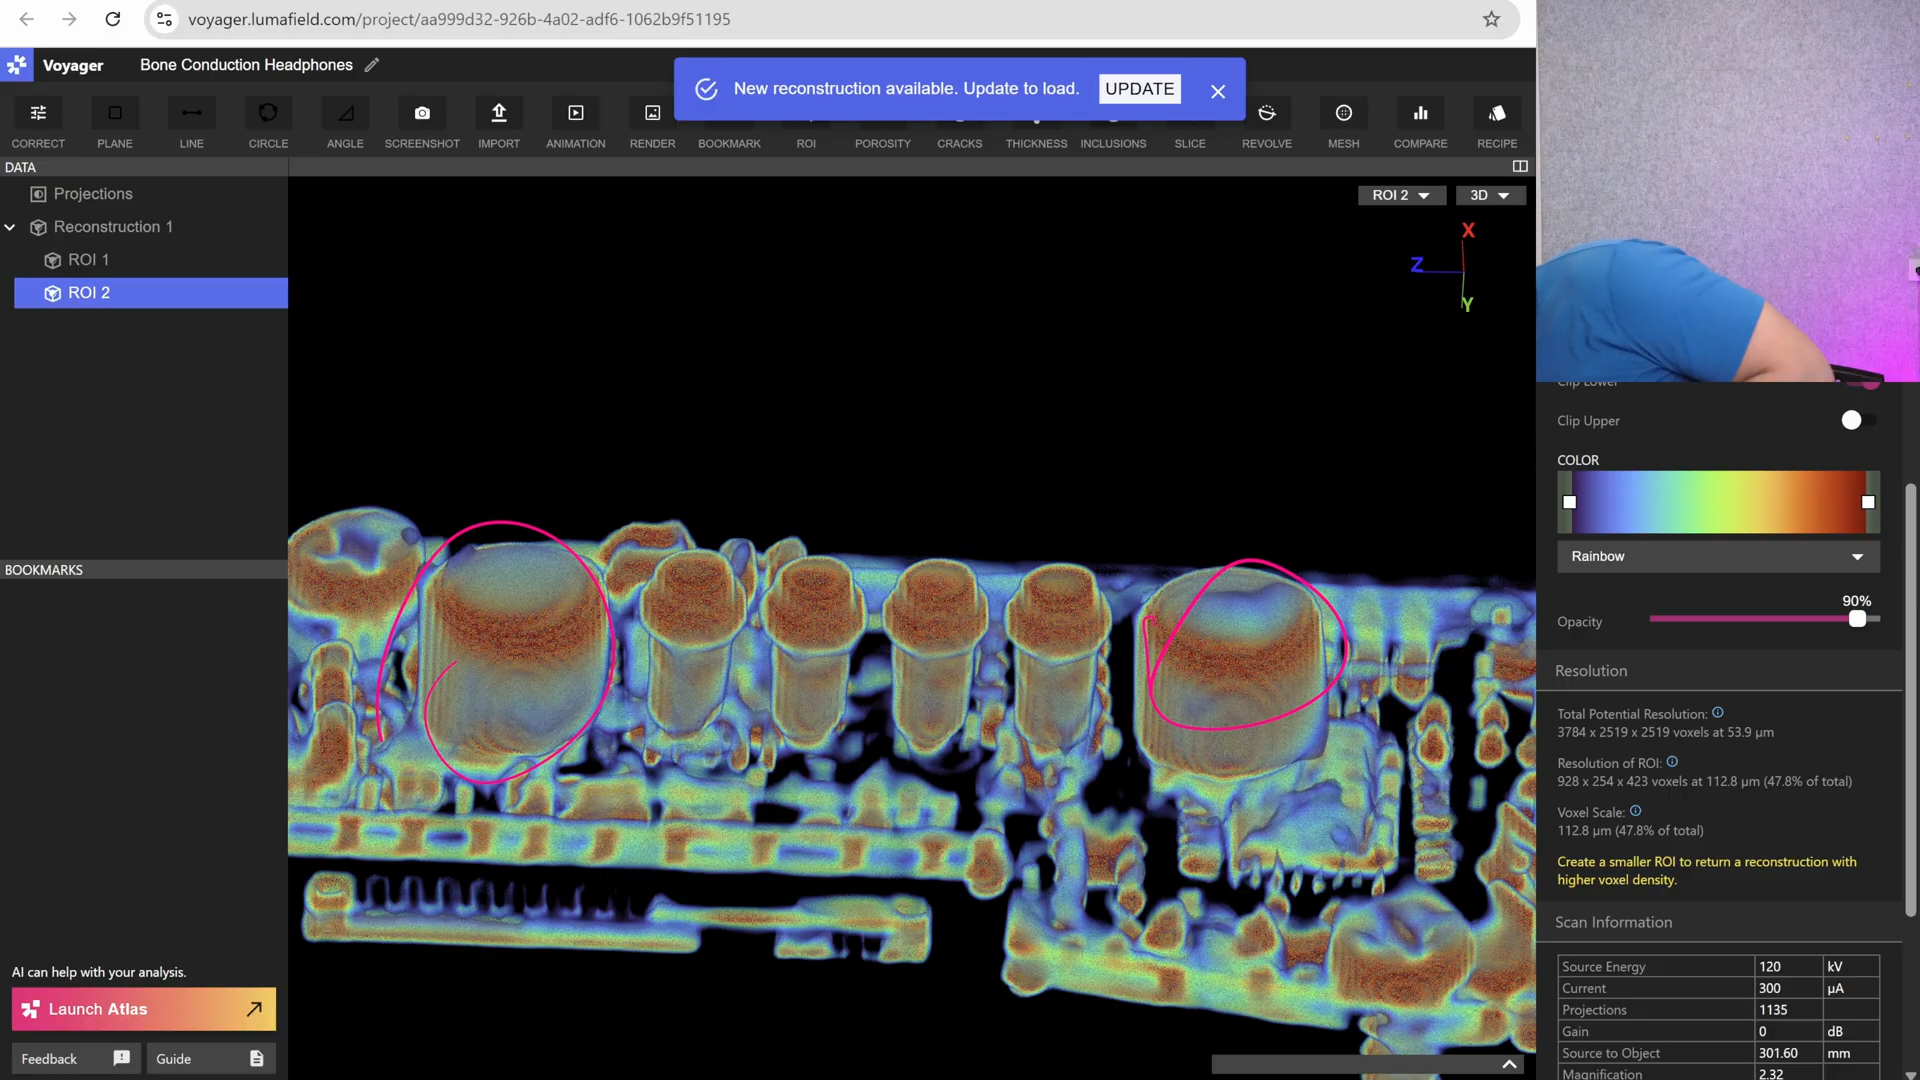 voyager.lumafield.com/project/aa999d32-926b-4a02-adf6-1062b9f51195
Voyager
Bone Conduction Headphones
New reconstruction available. Update to load.
UPDATE
CORRECT
PLANE
LINE
CIRCLE
ANGLE
SCREENSHOT
IMPORT
ANIMATION
RENDER
BOOKMARK
ROI
POROSITY
CRACKS
THICKNESS
INCLUSIONS
SLICE
REVOLVE
MESH
COMPARE
RECIPE
DATA
Projections
Reconstruction 1
ROI 1
ROI 2
BOOKMARKS
AI can help with your analysis.
Launch Atlas
Feedback
Guide
ROI 2
3D
X
Z
Y
Clip Lower
Clip Upper
COLOR
Rainbow
90%
Opacity
Resolution
Total Potential Resolution:
3784 x 2519 x 2519 voxels at 53.9 µm
Resolution of ROI:
928 x 254 x 423 voxels at 112.8 µm (47.8% of total)
Voxel Scale:
112.8 µm (47.8% of total)
Create a smaller ROI to return a reconstruction with
higher voxel density.
Scan Information
Source Energy 120 kV
Current 300 µA
Projections 1135
Gain 0 dB
Source to Object 301.60 mm
Magnification 2.32